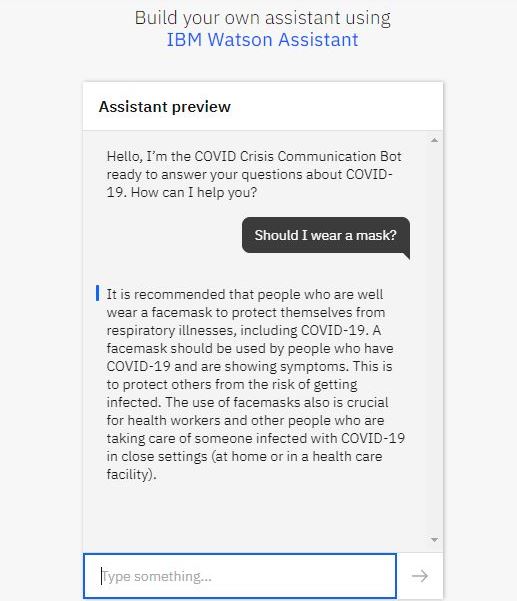 Build your own assistant using
IBM Watson Assistant
Assistant preview
Hello, I'm the COVID Crisis Communication Bot
ready to answer your questions about COVID-
19. How can I help you?
Should I wear a mask?
It is recommended that people who are well
wear a facemask to protect themselves from
respiratory illnesses, including COVID-19. A
facemask should be used by people who have
COVID-19 and are showing symptoms. This is
to protect others from the risk of getting
infected. The use of facemasks also is crucial
for health workers and other people who are
taking care of someone infected with COVID-19
in close settings (at home or in a health care
facility).
Type something...